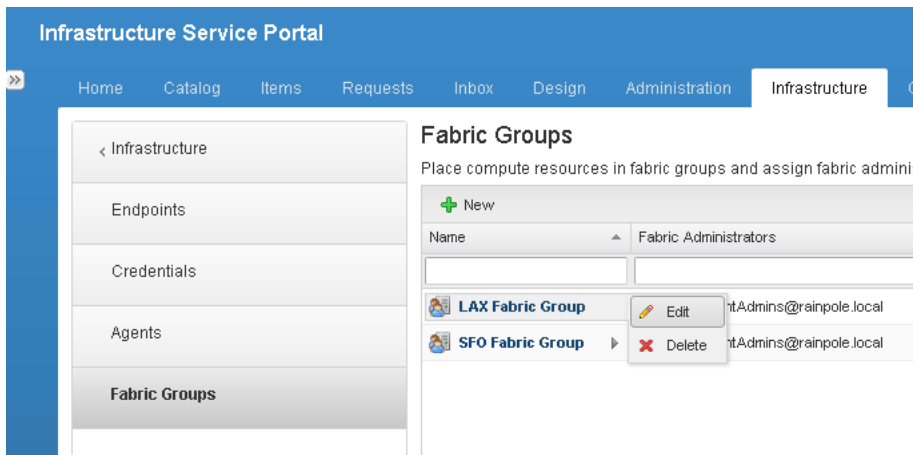 Infrastructure Service Portal
Home Catalog Items Requests Inbox Design Administration Infrastructure
‹ Infrastructure
Endpoints
Credentials
Agents
Fabric Groups
Fabric Groups
Place compute resources in fabric groups and assign fabric admini
New
Name Fabric Administrators
LAX Fabric Group ntAdmins@rainpole.local
Edit
SFO Fabric Group ntAdmins@rainpole.local
Delete